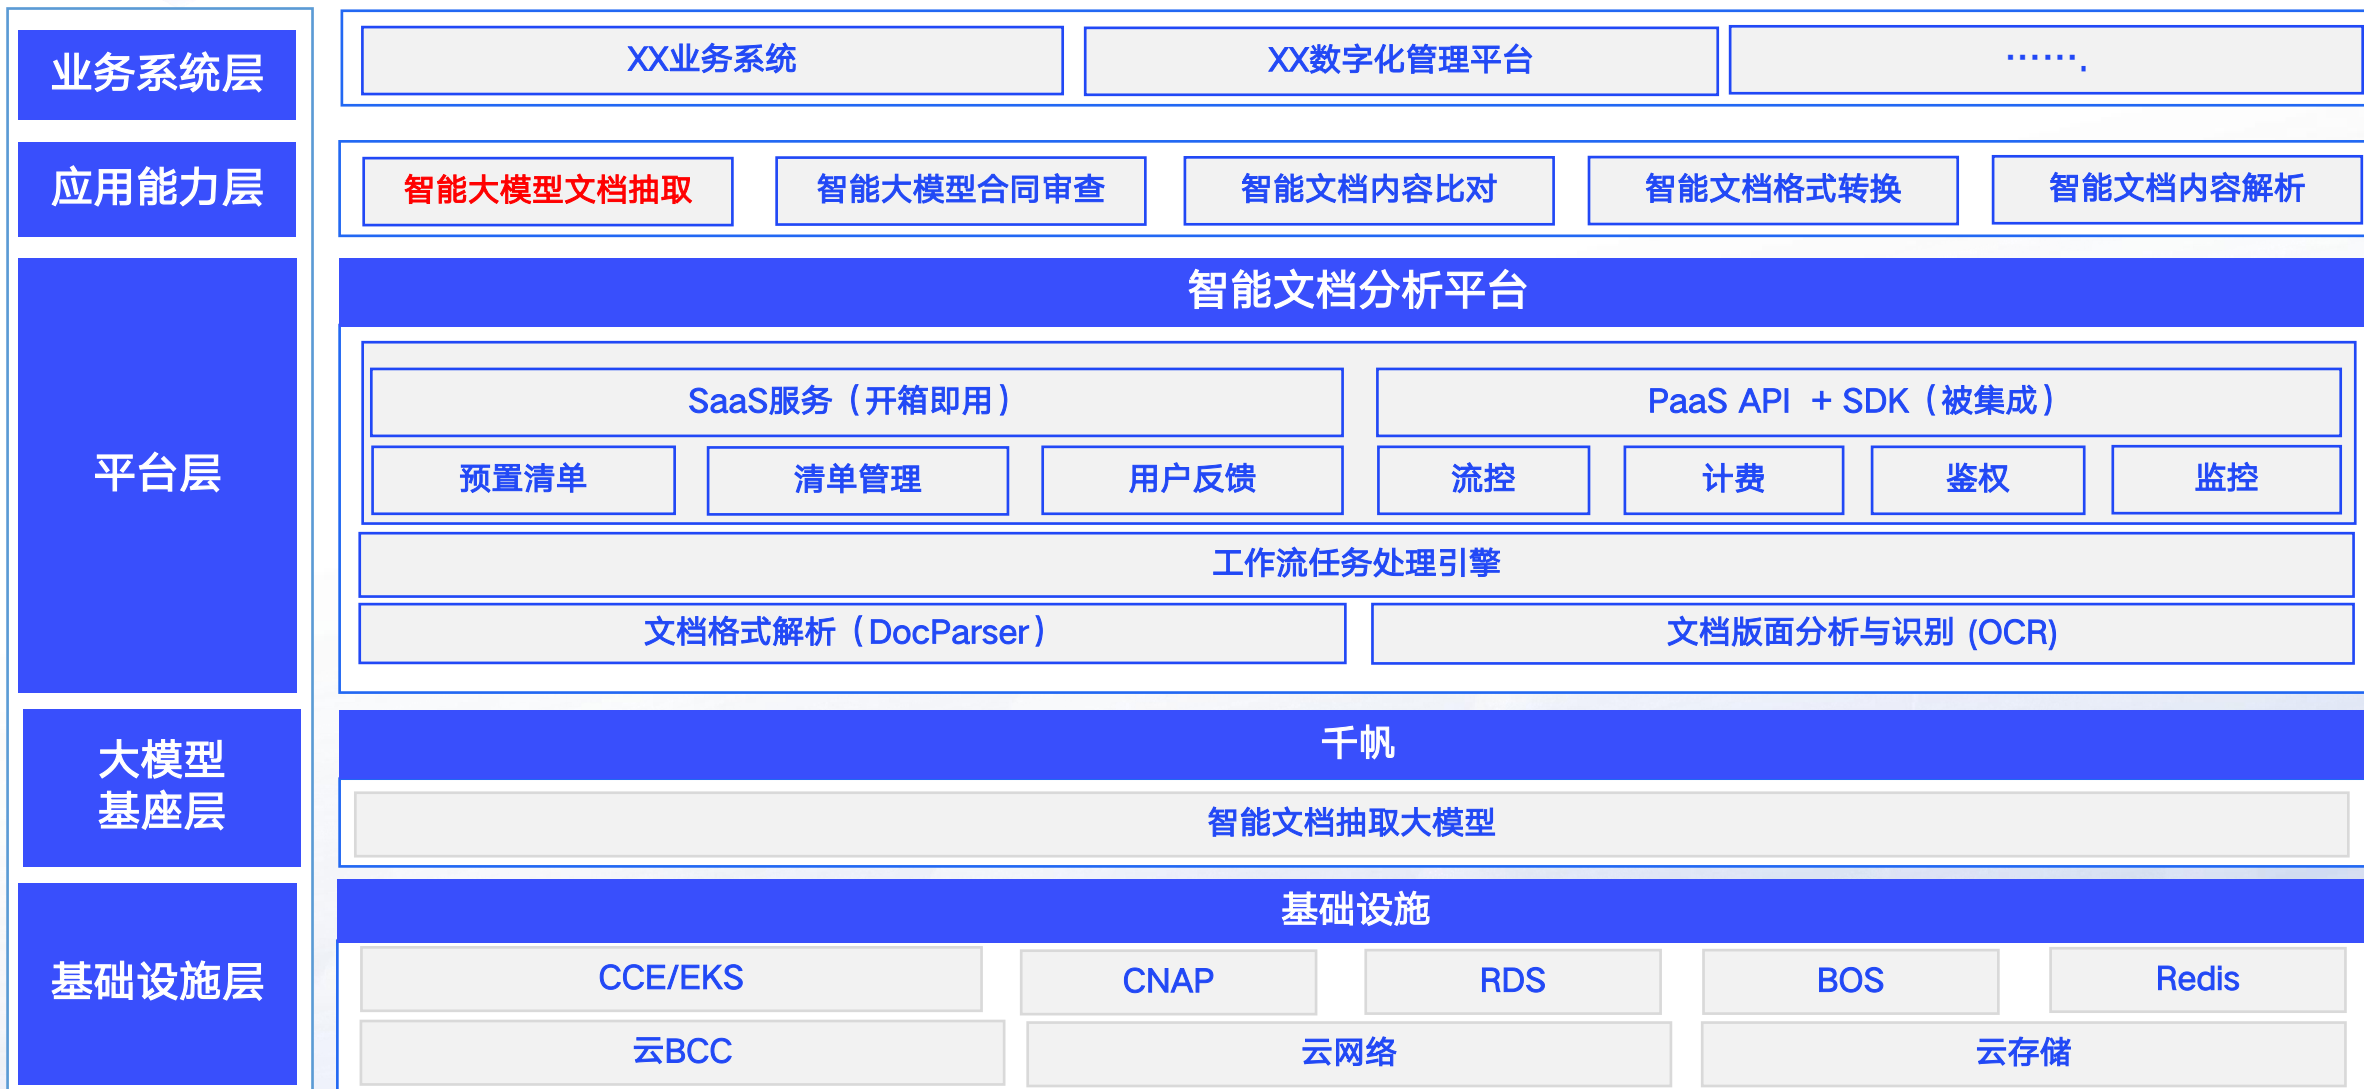 业务系统层
XX业务系统
XX数字化管理平台
…….
应用能力层
智能大模型文档抽取
智能大模型合同审查
智能文档内容比对
智能文档格式转换
智能文档内容解析
平台层
智能文档分析平台
SaaS服务（开箱即用）
PaaS API + SDK（被集成）
预置清单
清单管理
用户反馈
流控
计费
鉴权
监控
工作流任务处理引擎
文档格式解析（DocParser）
文档版面分析与识别 (OCR)
大模型
基座层
千帆
智能文档抽取大模型
基础设施层
基础设施
CCE/EKS
CNAP
RDS
BOS
Redis
云BCC
云网络
云存储